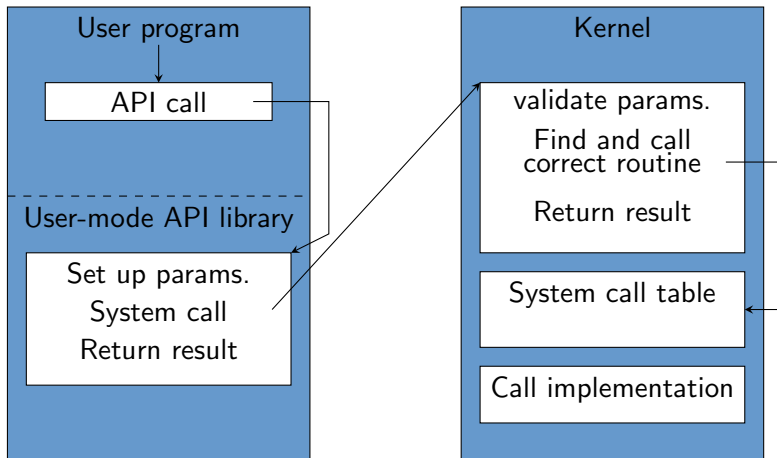 User program
API call
User-mode API library
Set up params.
System call
Return result
Kernel
validate params.
Find and call
correct routine
Return result
System call table
Call implementation